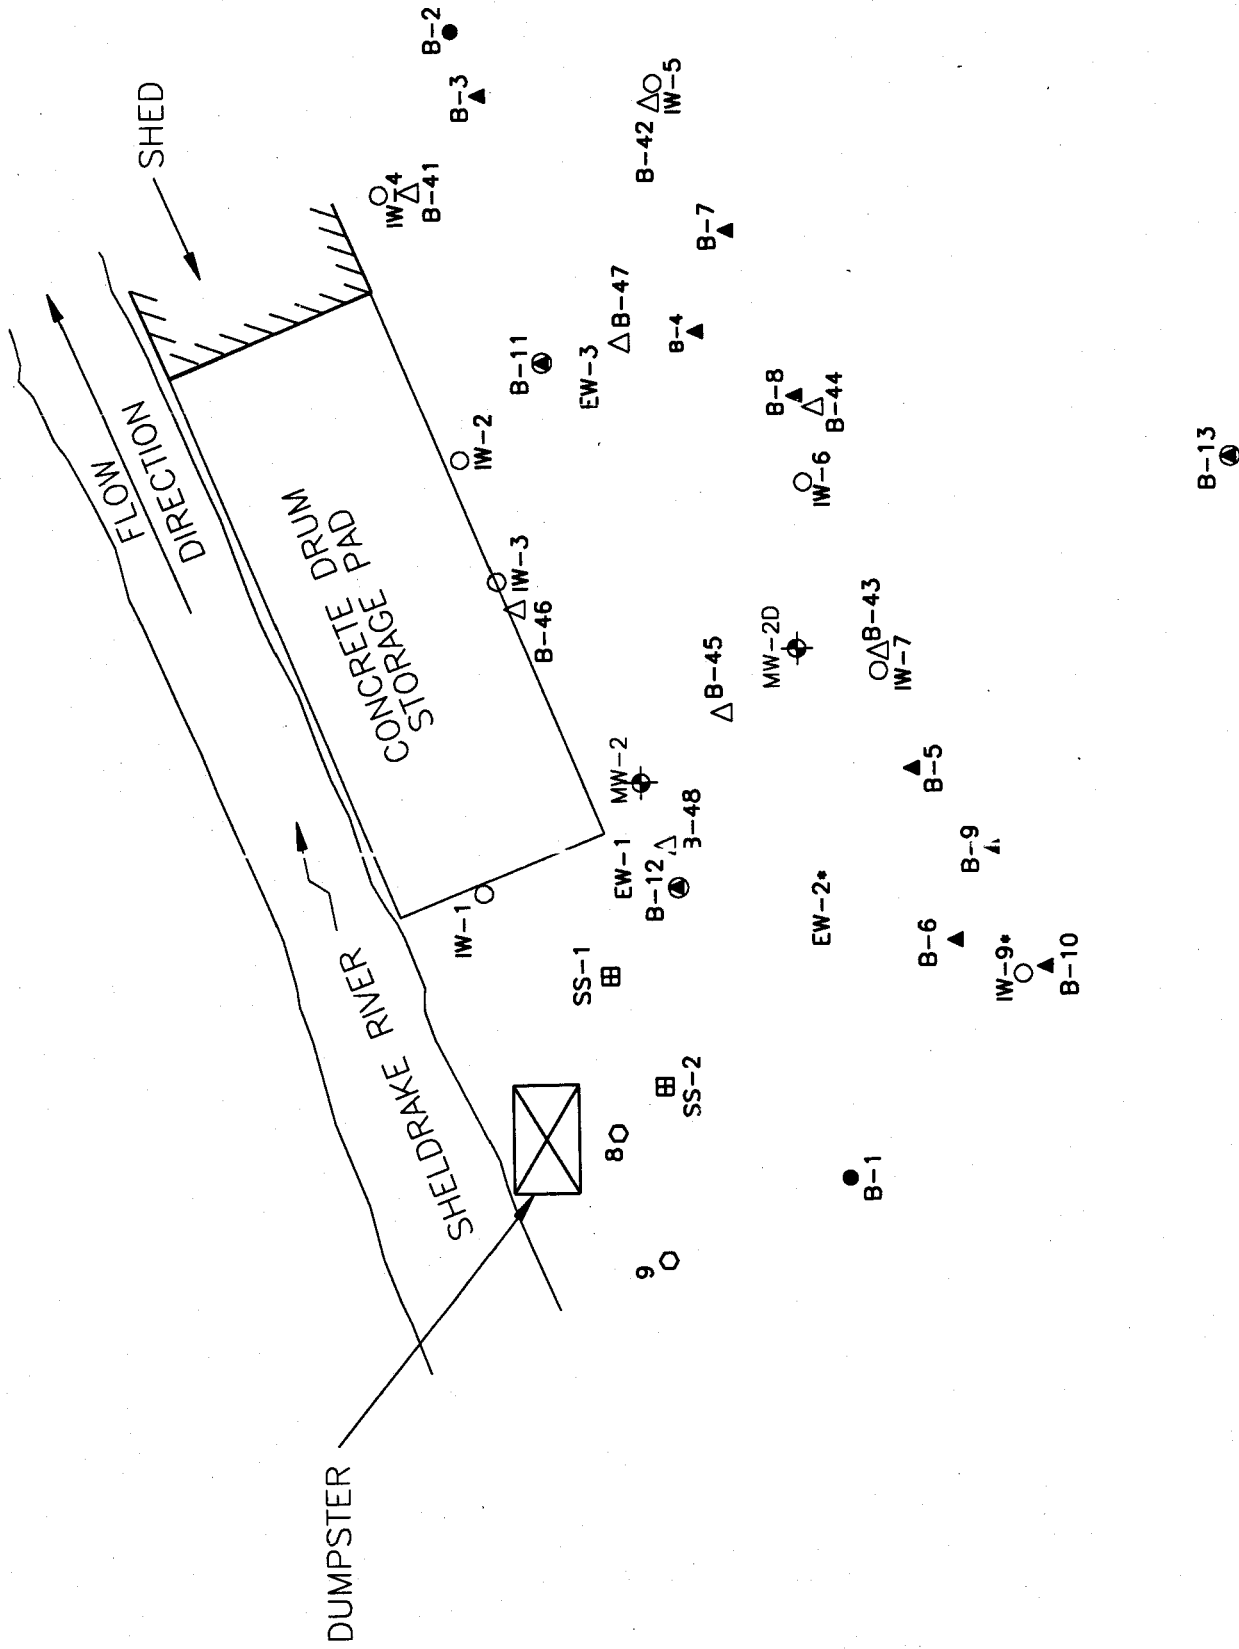 DUMPSTER
SHELDRAKE RIVER
FLOW
DIRECTION
SHED
CONCRETE DRUM
STORAGE PAD
9
8
SS-2
SS-1
IW-1
B-1
EW-1
B-12
B-48
MW-2
EW-2*
B-6
IW-9*
B-10
B-9
B-5
B-45
MW-2D
B-43
IW-7
B-46
IW-3
IW-2
B-11
EW-3
B-47
B-4
B-7
B-8
B-44
IW-6
B-13
IW-4
B-41
B-42
IW-5
B-3
B-2